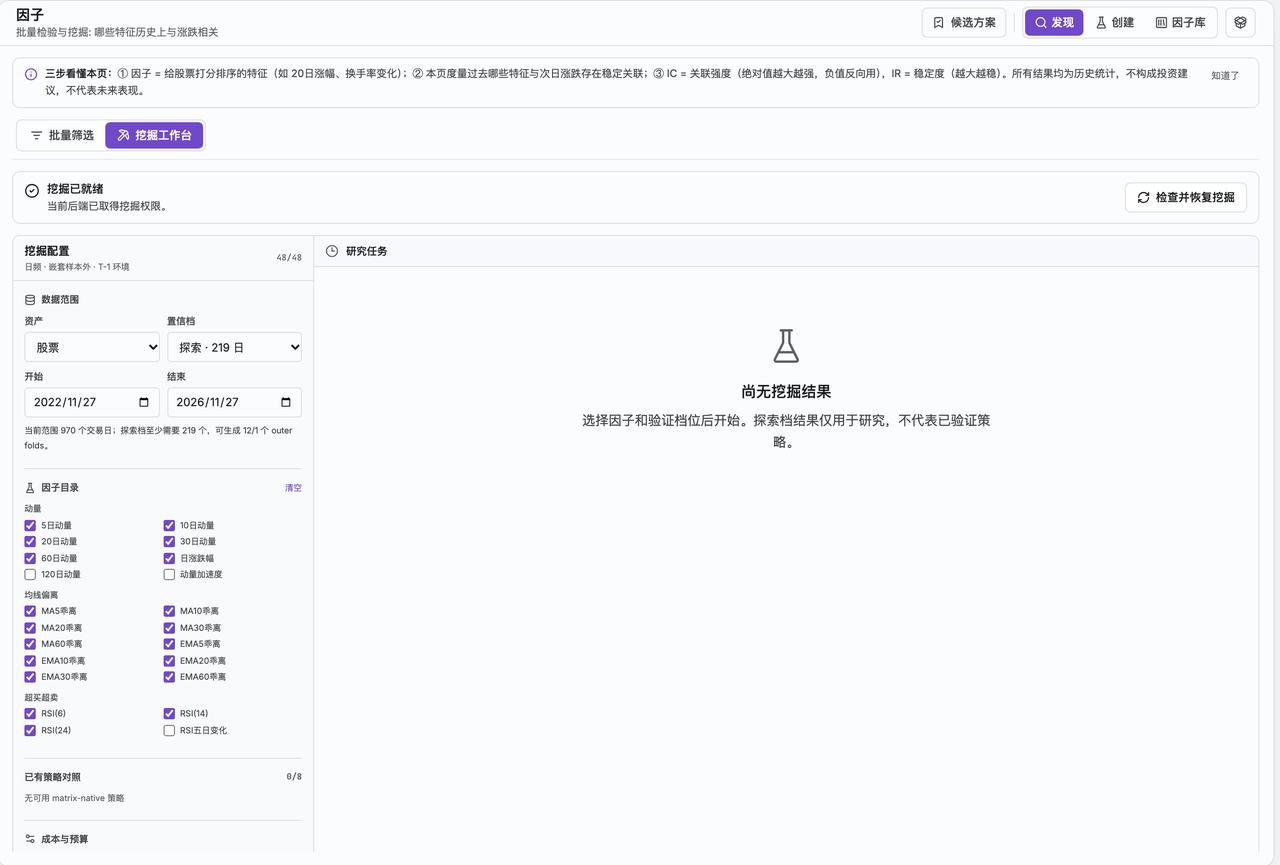 因子
批量检验与挖掘: 哪些特征历史上与涨跌相关
候选方案
发现
创建
因子库
三步看懂本页：① 因子 = 给股票打分排序的特征（如 20日涨幅、换手率变化）；② 本页度量过去哪些特征与次日涨跌存在稳定关联；③ IC = 关联强度（绝对值越大越强，负值反向用），IR = 稳定度（越大越稳）。所有结果均为历史统计，不构成投资建
议，不代表未来表现。
知道了
批量筛选
挖掘工作台
挖掘已就绪
当前后端已取得挖掘权限。
检查并恢复挖掘
挖掘配置
日频 · 嵌套样本外 · T-1 环境
48/48
数据范围
资产
置信档
股票
探索 · 219 日
开始
结束
2022/11/27
2026/11/27
当前范围 970 个交易日；探索档至少需要 219 个，可生成 12/1 个 outer
folds。
因子目录
清空
动量
5日动量
10日动量
20日动量
30日动量
60日动量
日涨跌幅
120日动量
动量加速度
均线偏离
MA5乖离
MA10乖离
MA20乖离
MA30乖离
MA60乖离
EMA5乖离
EMA10乖离
EMA20乖离
EMA30乖离
EMA60乖离
超买超卖
RSI(6)
RSI(14)
RSI(24)
RSI五日变化
已有策略对照
0/8
无可用 matrix-native 策略
成本与预算
研究任务
尚无挖掘结果
选择因子和验证档位后开始。探索档结果仅用于研究，不代表已验证策
略。